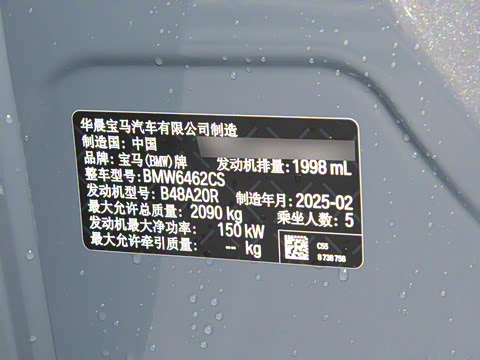 华晨宝马汽车有限公司制造
制造国: 中国
品牌: 宝马(BMW)牌 发动机排量: 1998 mL
整车型号: BMW6462CS
发动机型号: B48A20R 制造年月: 2025-02
最大允许总质量: 2090 kg 乘坐人数: 5
发动机最大净功率: 150 kW
最大允许牵引质量: -- kg
C55
8 738 756